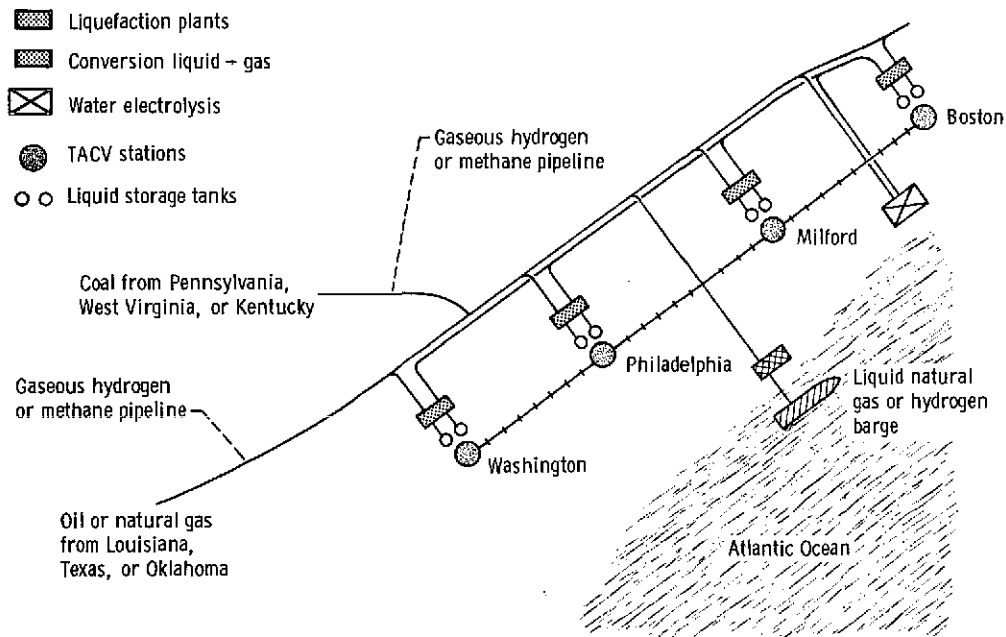 Liquefaction plants
Conversion liquid → gas
Water electrolysis
TACV stations
Liquid storage tanks
Gaseous hydrogen
or methane pipeline
Boston
Milford
Coal from Pennsylvania,
West Virginia, or Kentucky
Philadelphia
Gaseous hydrogen
or methane pipeline
Liquid natural
gas or hydrogen
barge
Washington
Oil or natural gas
from Louisiana,
Texas, or Oklahoma
Atlantic Ocean